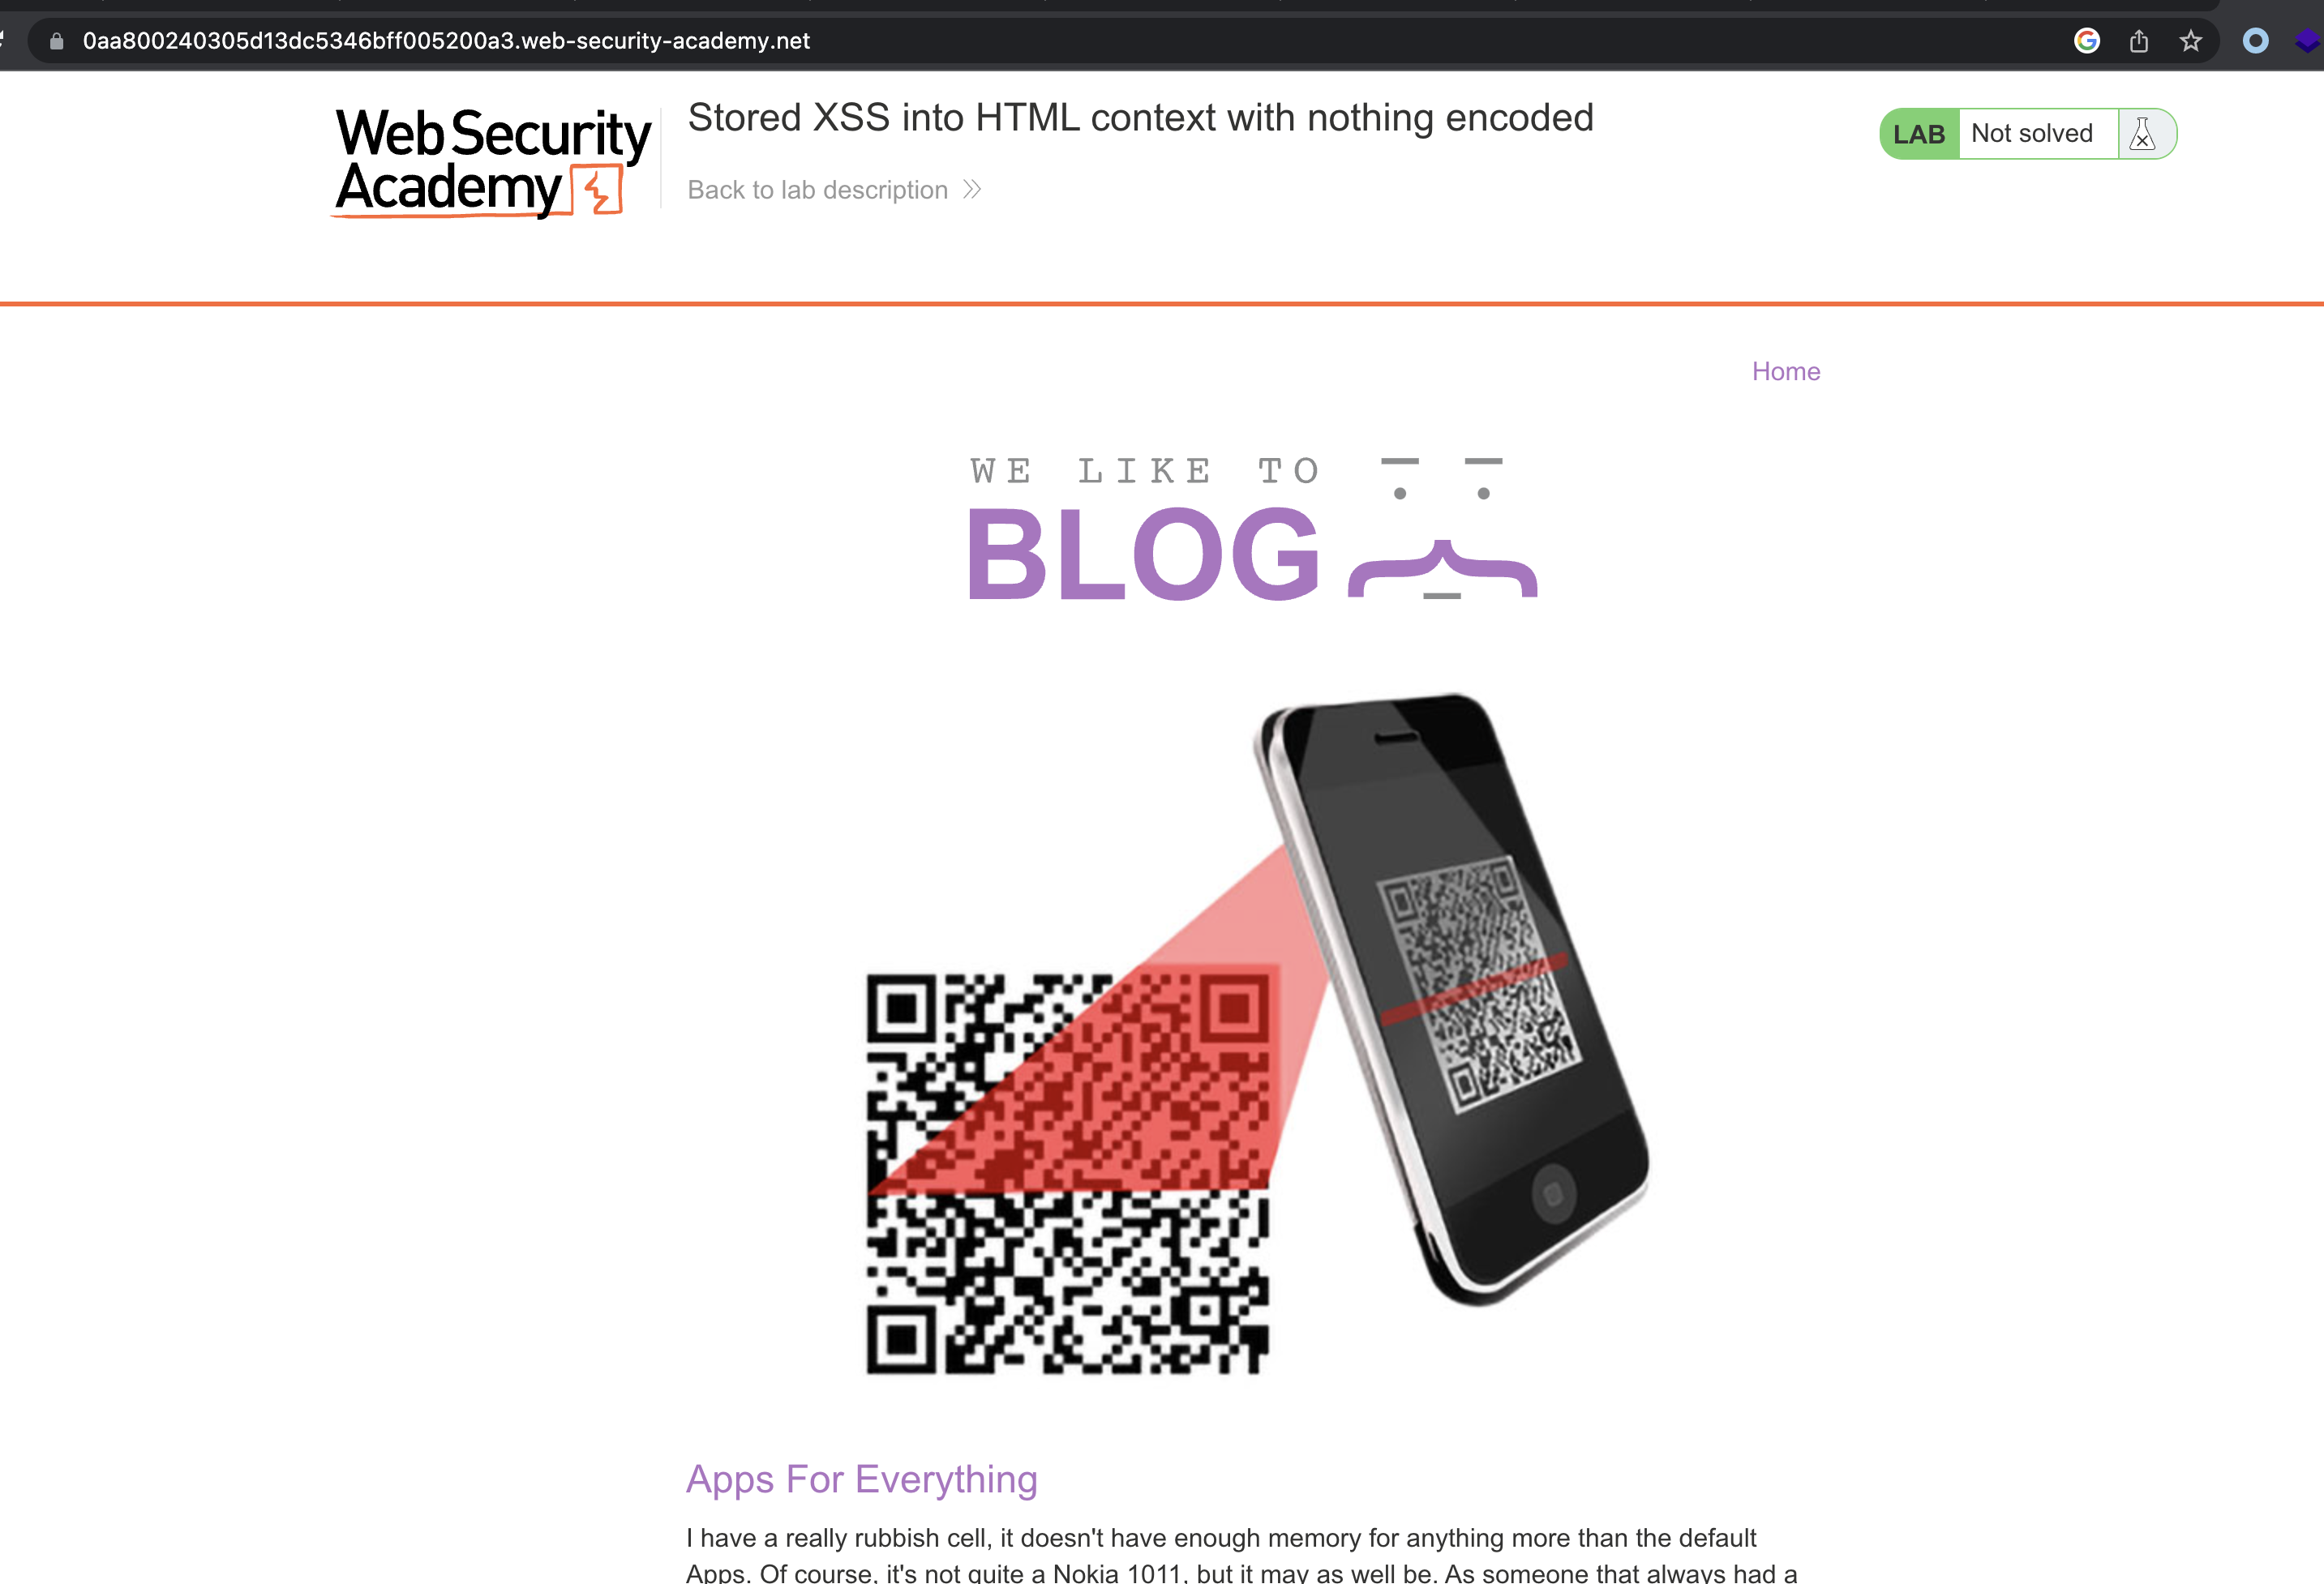 0aa800240305d13dc5346bff005200a3.web-security-academy.net
Web Security
Academy
Stored XSS into HTML context with nothing encoded
Back to lab description
LAB Not solved
Home
WE LIKE TO
BLOG
Apps For Everything
I have a really rubbish cell, it doesn't have enough memory for anything more than the default
Apps. Of course, it's not quite a Nokia 1011, but it may as well be. As someone that always had a